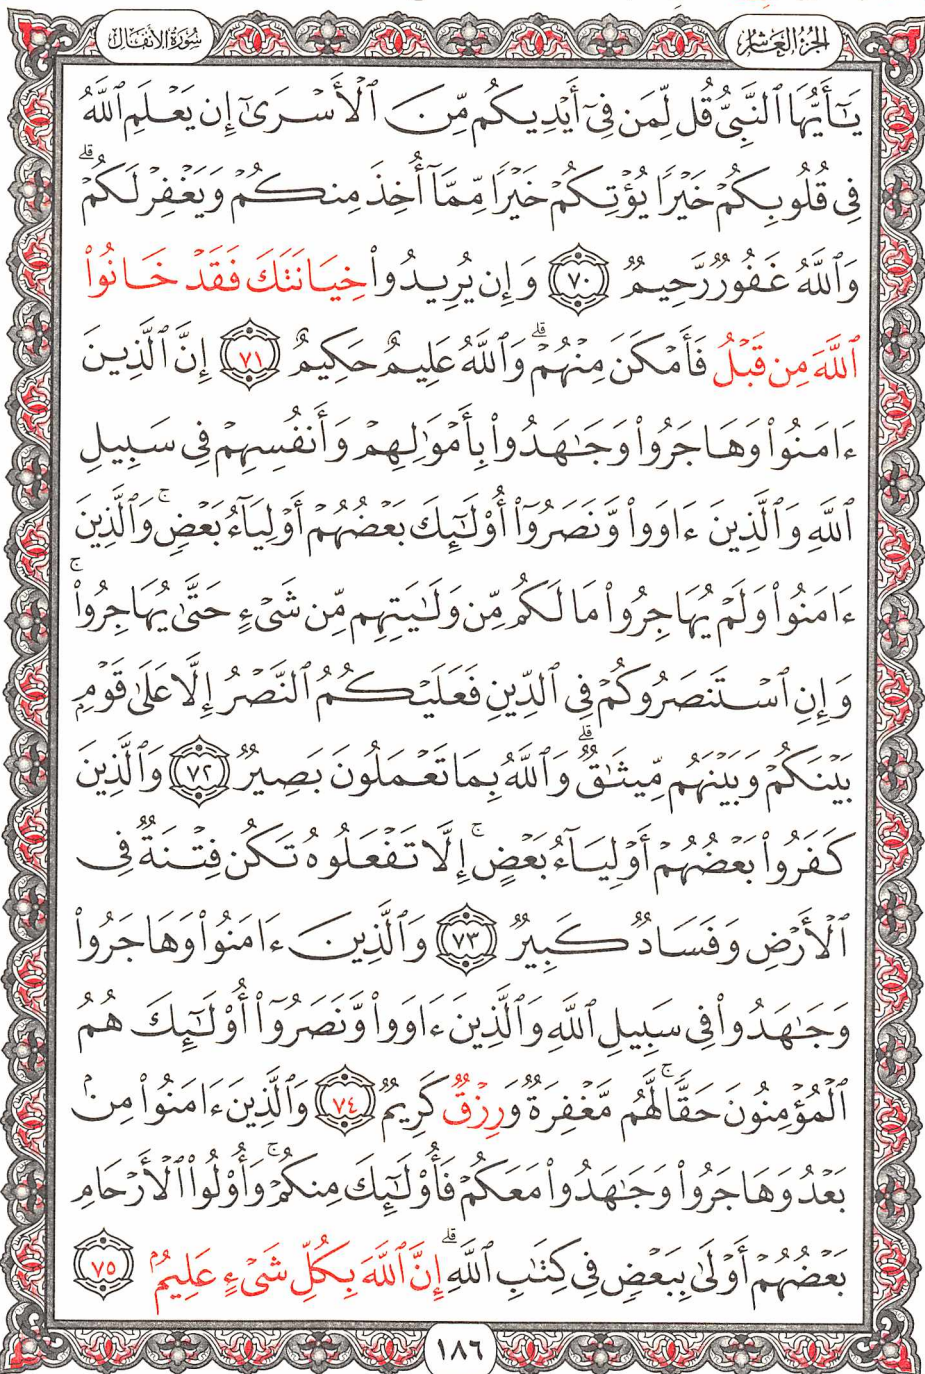 الجزء العاشر
سورة الأنفال
يَـٰٓأَيُّهَا ٱلنَّبِىُّ قُل لِّمَن فِىٓ أَيْدِيكُم مِّنَ ٱلْأَسْرَىٰٓ إِن يَعْلَمِ ٱللَّهُ
فِى قُلُوبِكُمْ خَيْرًا يُؤْتِكُمْ خَيْرًا مِّمَّآ أُخِذَ مِنكُمْ وَيَغْفِرْ لَكُمْ ۗ
وَٱللَّهُ غَفُورٌ رَّحِيمٌ ٧٠ وَإِن يُرِيدُوا۟ خِيَانَتَكَ فَقَدْ خَانُوا۟
ٱللَّهَ مِن قَبْلُ فَأَمْكَنَ مِنْهُمْ ۗ وَٱللَّهُ عَلِيمٌ حَكِيمٌ ٧١ إِنَّ ٱلَّذِينَ
ءَامَنُوا۟ وَهَاجَرُوا۟ وَجَـٰهَدُوا۟ بِأَمْوَٰلِهِمْ وَأَنفُسِهِمْ فِى سَبِيلِ
ٱللَّهِ وَٱلَّذِينَ ءَاوَوا۟ وَّنَصَرُوٓا۟ أُو۟لَـٰٓئِكَ بَعْضُهُمْ أَوْلِيَآءُ بَعْضٍ ۚ وَٱلَّذِينَ
ءَامَنُوا۟ وَلَمْ يُهَاجِرُوا۟ مَا لَكُم مِّن وَلَـٰيَتِهِم مِّن شَىْءٍ حَتَّىٰ يُهَاجِرُوا۟ ۚ
وَإِنِ ٱسْتَنصَرُوكُمْ فِى ٱلدِّينِ فَعَلَيْكُمُ ٱلنَّصْرُ إِلَّا عَلَىٰ قَوْمٍۭ
بَيْنَكُمْ وَبَيْنَهُم مِّيثَـٰقٌ ۗ وَٱللَّهُ بِمَا تَعْمَلُونَ بَصِيرٌ ٧٢ وَٱلَّذِينَ
كَفَرُوا۟ بَعْضُهُمْ أَوْلِيَآءُ بَعْضٍ ۚ إِلَّا تَفْعَلُوهُ تَكُن فِتْنَةٌ فِى
ٱلْأَرْضِ وَفَسَادٌ كَبِيرٌ ٧٣ وَٱلَّذِينَ ءَامَنُوا۟ وَهَاجَرُوا۟
وَجَـٰهَدُوا۟ فِى سَبِيلِ ٱللَّهِ وَٱلَّذِينَ ءَاوَوا۟ وَّنَصَرُوٓا۟ أُو۟لَـٰٓئِكَ هُمُ
ٱلْمُؤْمِنُونَ حَقًّا ۚ لَّهُم مَّغْفِرَةٌ وَرِزْقٌ كَرِيمٌ ٧٤ وَٱلَّذِينَ ءَامَنُوا۟ مِنۢ
بَعْدُ وَهَاجَرُوا۟ وَجَـٰهَدُوا۟ مَعَكُمْ فَأُو۟لَـٰٓئِكَ مِنكُمْ ۚ وَأُو۟لُوا۟ ٱلْأَرْحَامِ
بَعْضُهُمْ أَوْلَىٰ بِبَعْضٍ فِى كِتَـٰبِ ٱللَّهِ ۗ إِنَّ ٱللَّهَ بِكُلِّ شَىْءٍ عَلِيمٌۢ ٧٥
١٨٦